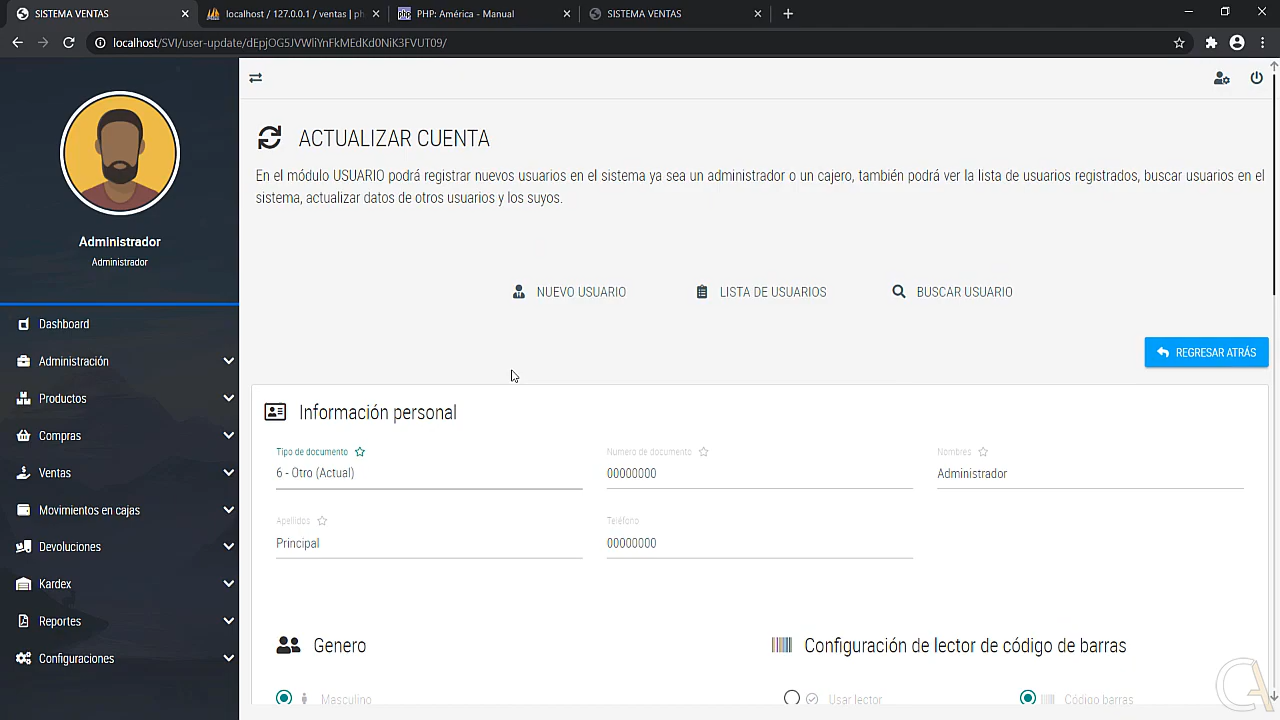 SISTEMA VENTAS
localhost / 127.0.0.1 / ventas | ph
PHP: América - Manual
SISTEMA VENTAS
localhost/SVI/user-update/dEpjOG5JVWliYnFkMEdKd0NiK3FVUT09/
Administrador
Administrador
Dashboard
Administración
Productos
Compras
Ventas
Movimientos en cajas
Devoluciones
Kardex
Reportes
Configuraciones
ACTUALIZAR CUENTA
En el módulo USUARIO podrá registrar nuevos usuarios en el sistema ya sea un administrador o un cajero, también podrá ver la lista de usuarios registrados, buscar usuarios en el
sistema, actualizar datos de otros usuarios y los suyos.
NUEVO USUARIO
LISTA DE USUARIOS
BUSCAR USUARIO
REGRESAR ATRÁS
Información personal
Tipo de documento
6 - Otro (Actual)
Numero de documento
00000000
Nombres
Administrador
Apellidos
Principal
Teléfono
00000000
Genero
Masculino
Configuración de lector de código de barras
Usar lector
Código barras